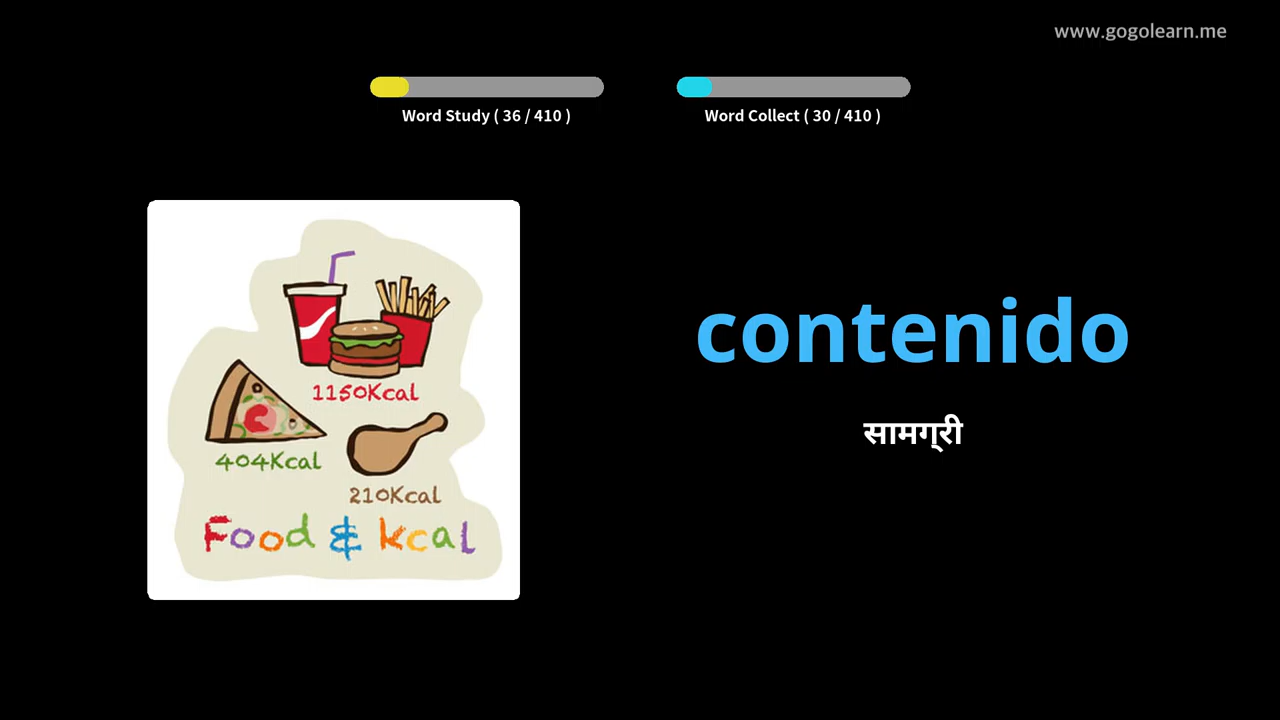 www.gogolearn.me
Word Study ( 36 / 410 )
Word Collect ( 30 / 410 )
1150Kcal
404Kcal
210Kcal
Food & kcal
contenido
सामग्री